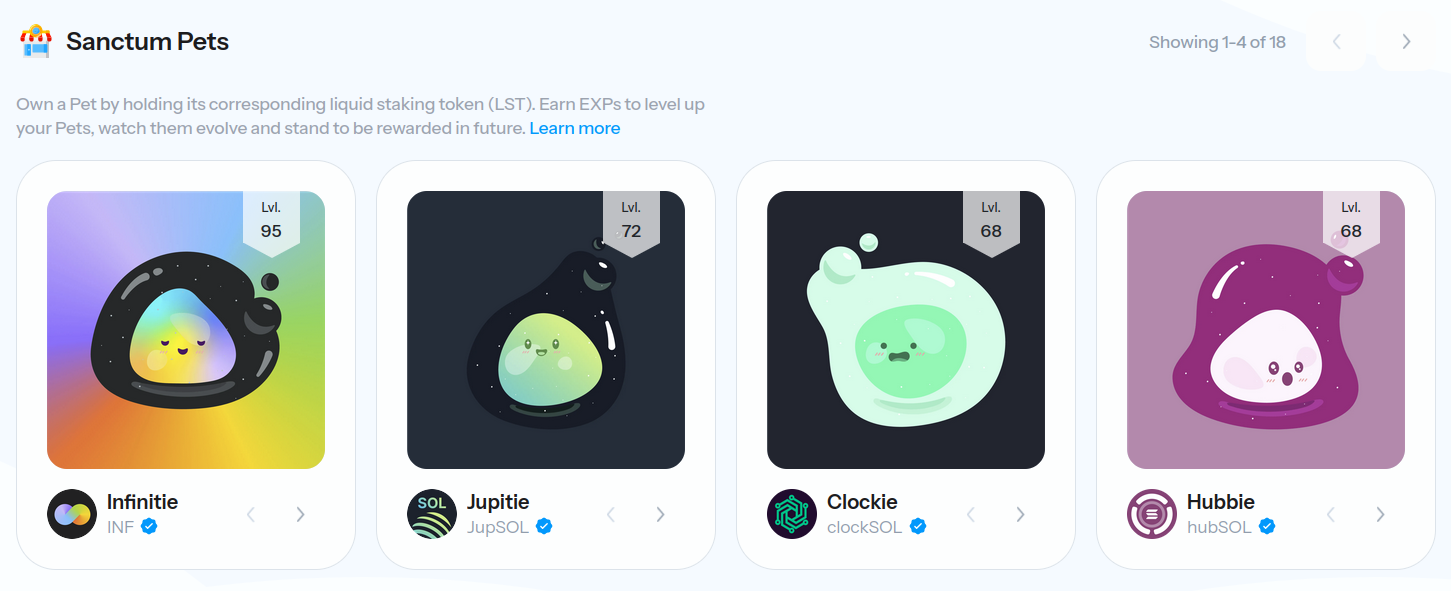 Sanctum Pets
Showing 1-4 of 18
Own a Pet by holding its corresponding liquid staking token (LST). Earn EXPs to level up
your Pets, watch them evolve and stand to be rewarded in future. Learn more
Lvl.
95
Infinitie
INF
Lvl.
72
SOL
Jupitie
JupSOL
Lvl.
68
Clockie
clockSOL
Lvl.
68
Hubbie
hubSOL